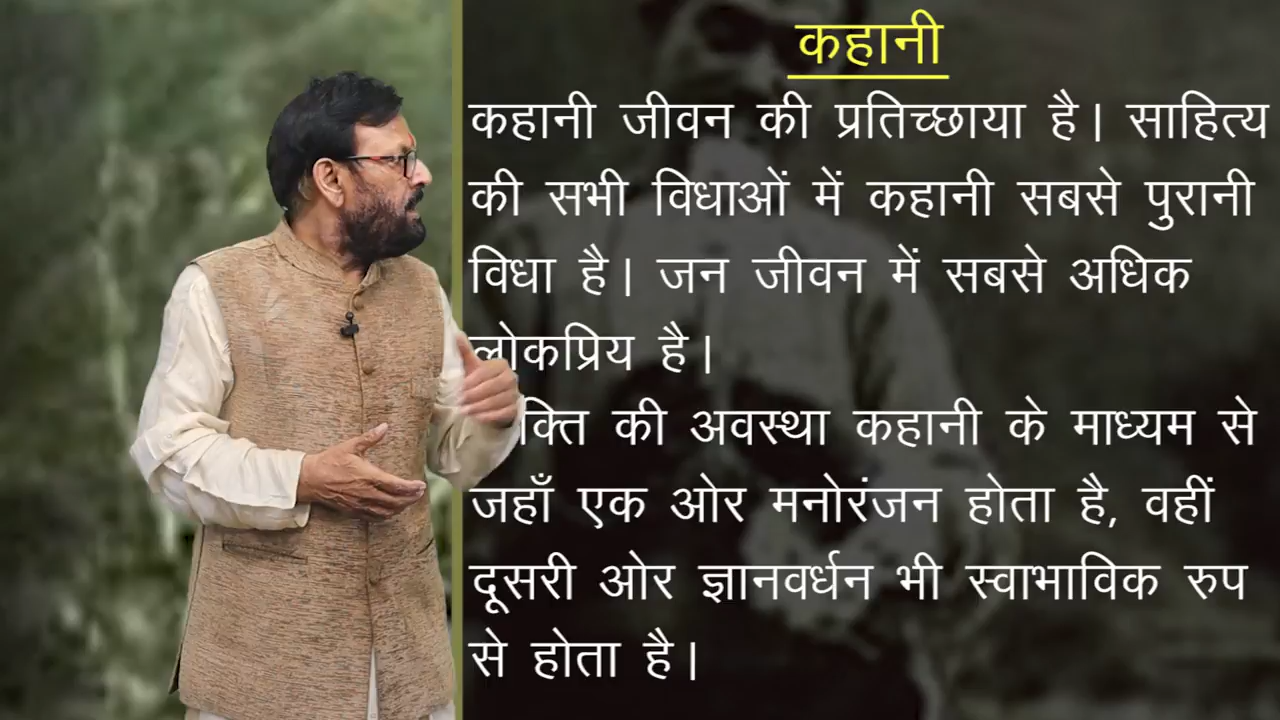 कहानी
कहानी जीवन की प्रतिच्छाया है। साहित्य
की सभी विधाओं में कहानी सबसे पुरानी
विधा है। जन जीवन में सबसे अधिक
लोकप्रिय है।
की अवस्था कहानी के माध्यम से
जहाँ एक ओर मनोरंजन होता है, वहीं
दूसरी ओर ज्ञानवर्धन भी स्वाभाविक रुप
से होता है।